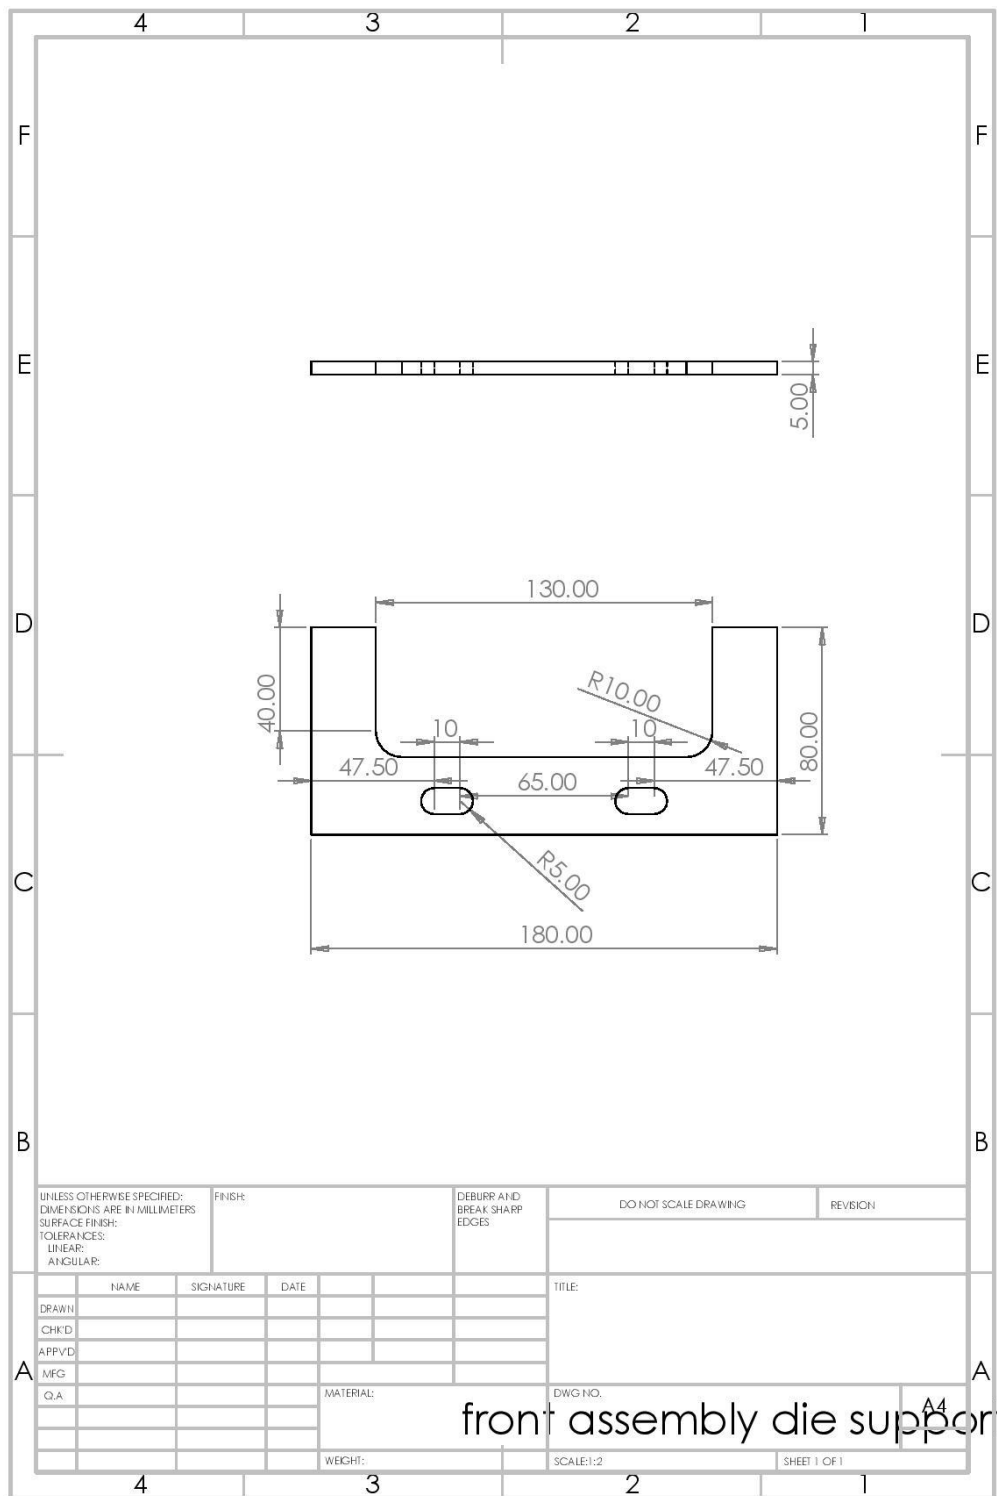 4 3 2 1
F F
E E
5.00
130.00
D D
40.00
R10.00
10 10
80.00
47.50 65.00 47.50
R5.00
C C
180.00
B B
UNLESS OTHERWISE SPECIFIED:
DIMENSIONS ARE IN MILLIMETERS
SURFACE FINISH:
TOLERANCES:
LINEAR:
ANGULAR:
FINISH:
DEBURR AND
BREAK SHARP
EDGES
DO NOT SCALE DRAWING
REVISION
NAME SIGNATURE DATE
TITLE:
DRAWN
CHK'D
APPV'D
MFG
A A
Q.A
MATERIAL:
DWG NO.
front assembly die support
A4
WEIGHT:
SCALE:1:2
SHEET 1 OF 1
4 3 2 1